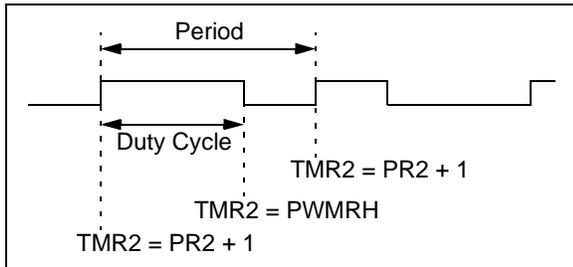 Period
Duty Cycle
TMR2 = PR2 + 1
TMR2 = PWMRH
TMR2 = PR2 + 1